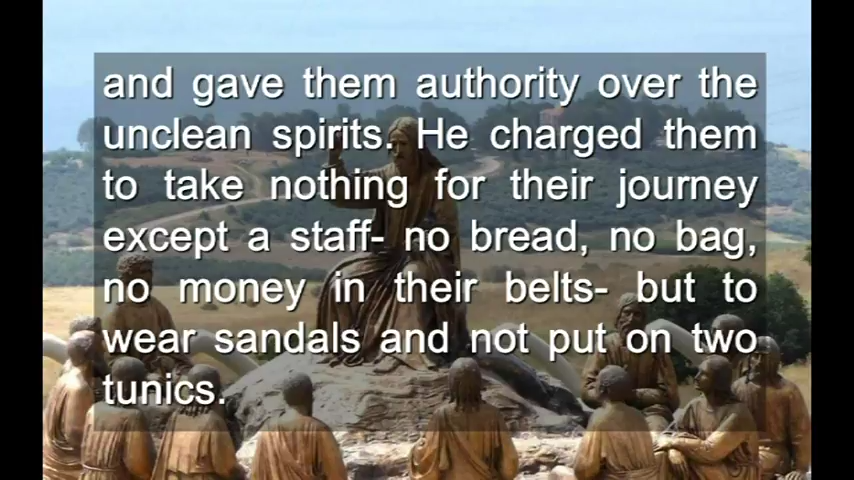 and gave them authority over the
unclean spirits. He charged them
to take nothing for their journey
except a staff- no bread, no bag,
no money in their belts- but to
wear sandals and not put on two
tunics.